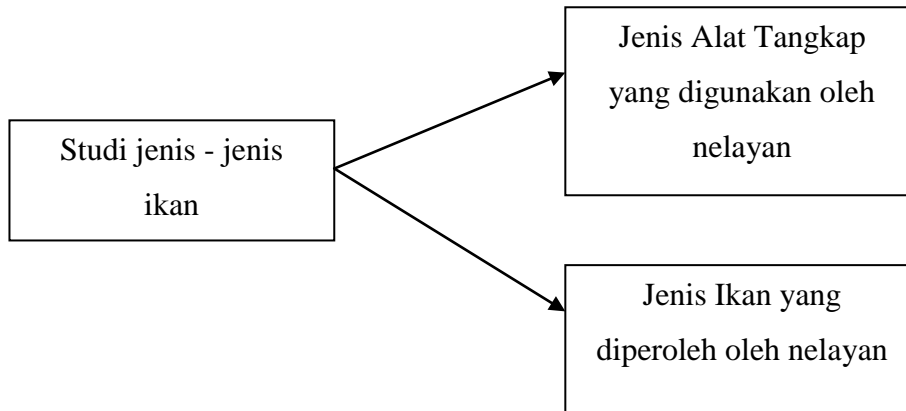 Jenis Alat Tangkap
yang digunakan oleh
nelayan
Studi jenis - jenis
ikan
Jenis Ikan yang
diperoleh oleh nelayan